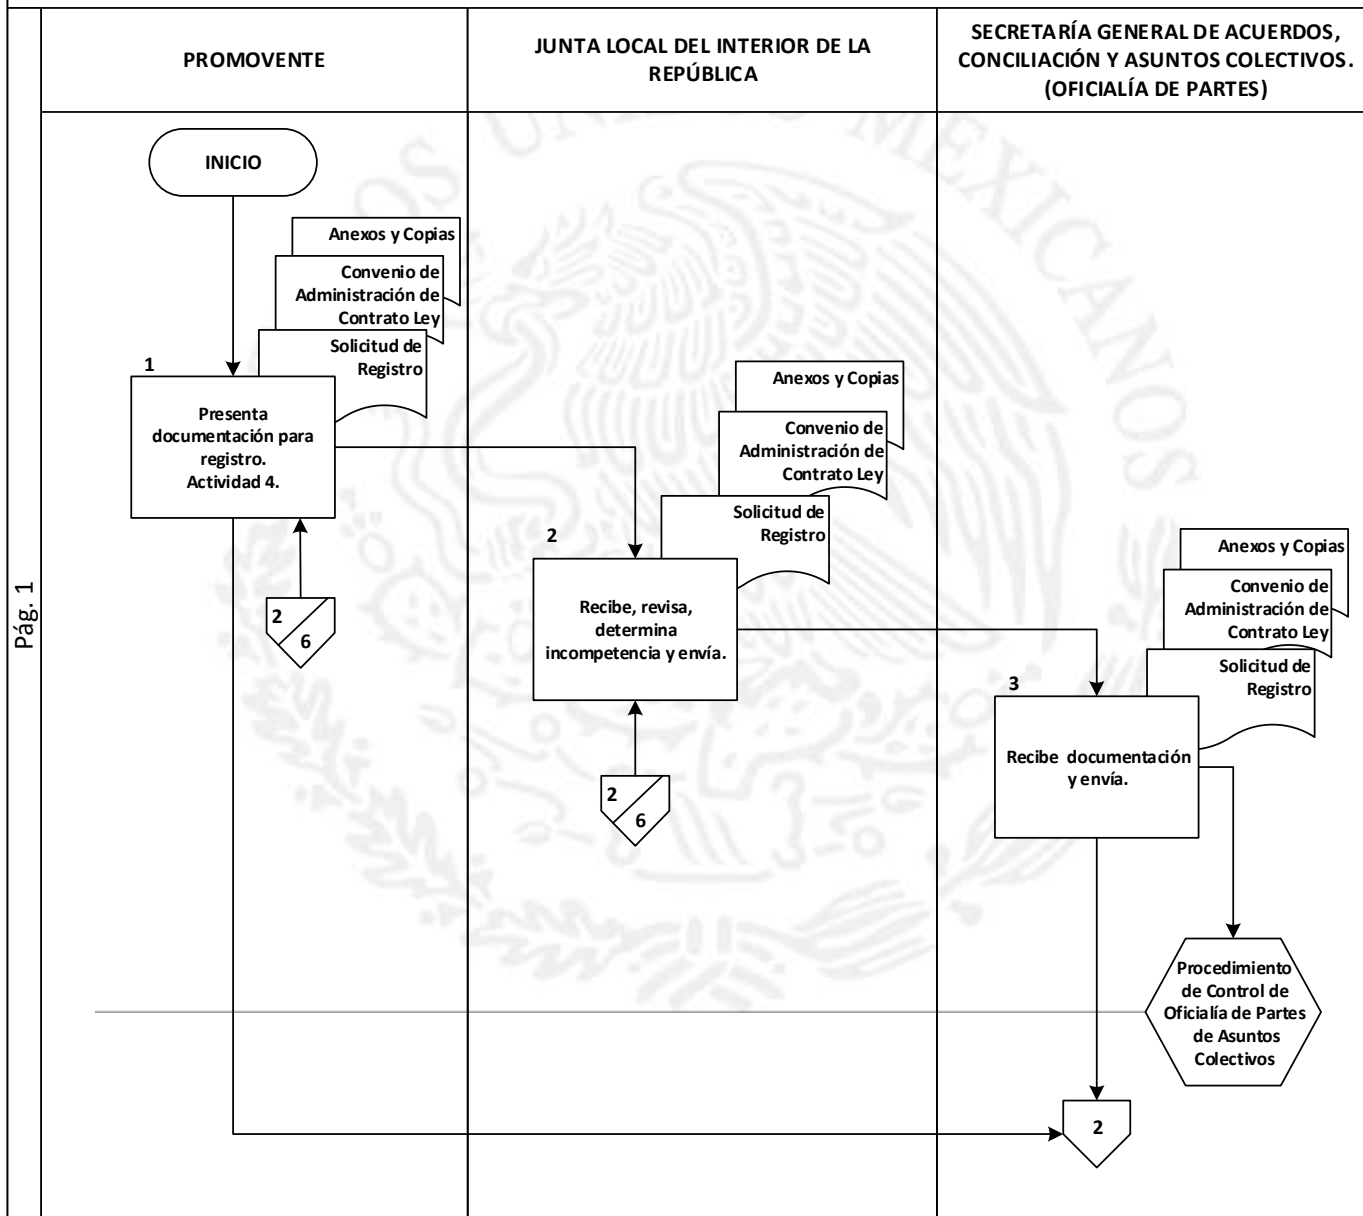 PROMOVENTE
JUNTA LOCAL DEL INTERIOR DE LA
REPÚBLICA
SECRETARÍA GENERAL DE ACUERDOS,
CONCILIACIÓN Y ASUNTOS COLECTIVOS.
(OFICIALÍA DE PARTES)
Pág. 1
UNIDOS MEXICANOS
INICIO
Anexos y Copias
Convenio de
Administración de
Contrato Ley
Solicitud de
Registro
1
Presenta
documentación para
registro.
Actividad 4.
2
6
Anexos y Copias
Convenio de
Administración de
Contrato Ley
Solicitud de
Registro
2
Recibe, revisa,
determina
incompetencia y envía.
2
6
Anexos y Copias
Convenio de
Administración de
Contrato Ley
Solicitud de
Registro
3
Recibe documentación
y envía.
Procedimiento
de Control de
Oficialía de Partes
de Asuntos
Colectivos
2